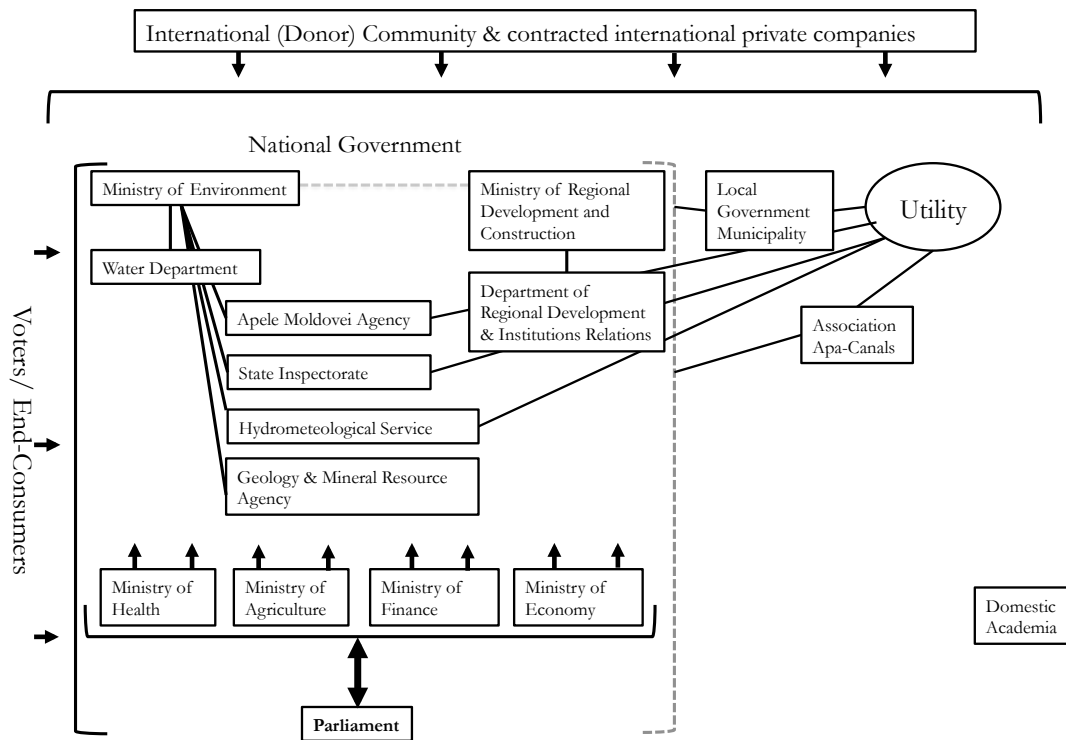 International (Donor) Community & contracted international private companies
National Government
Ministry of Environment
Ministry of Regional
Development and
Construction
Local
Government
Municipality
Utility
Water Department
Department of
Regional Development
& Institutions Relations
Apele Moldovei Agency
Association
Apa-Canals
State Inspectorate
Hydrometeological Service
Geology & Mineral Resource
Agency
Voters/ End-Consumers
Ministry of
Health
Ministry of
Agriculture
Ministry of
Finance
Ministry of
Economy
Domestic
Academia
Parliament